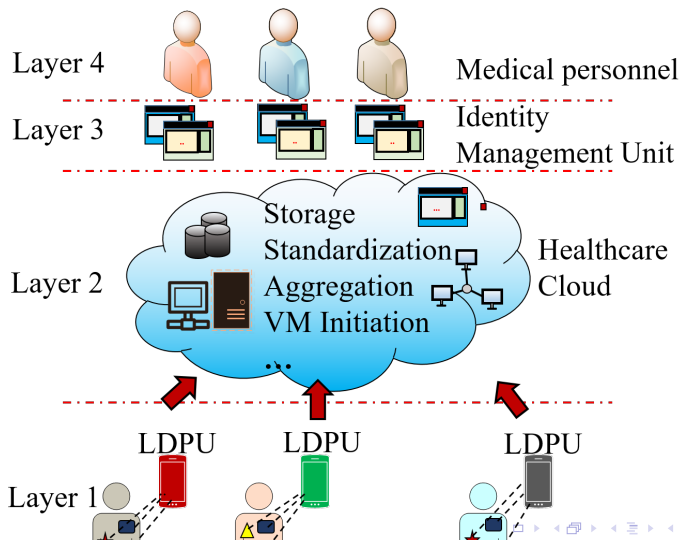 Layer 4
Medical personnel
Layer 3
Identity
Management Unit
Storage
Standardization
Aggregation
VM Initiation
...
Layer 2
Healthcare
Cloud
LDPU
LDPU
LDPU
Layer 1